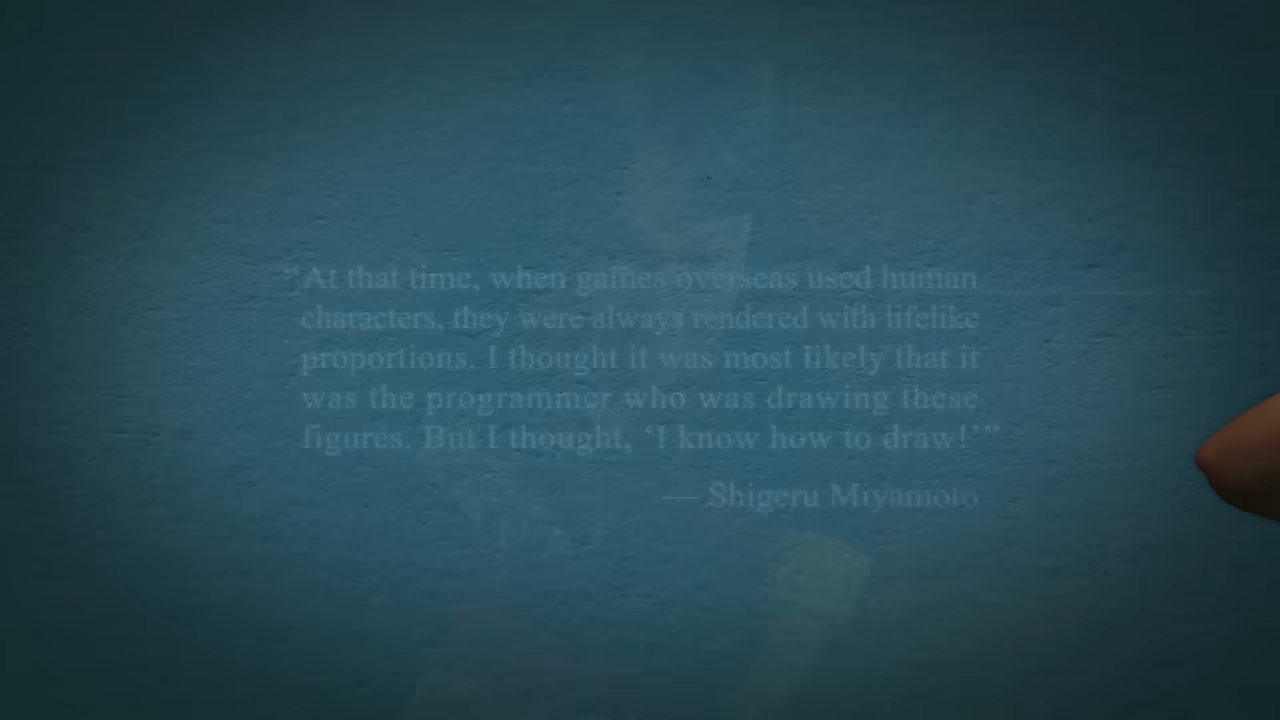 “At that time, when games overseas used human
characters, they were always rendered with lifelike
proportions. I thought it was most likely that it
was the programmer who was drawing these
figures. But I thought, ‘I know how to draw!’”
— Shigeru Miyamoto